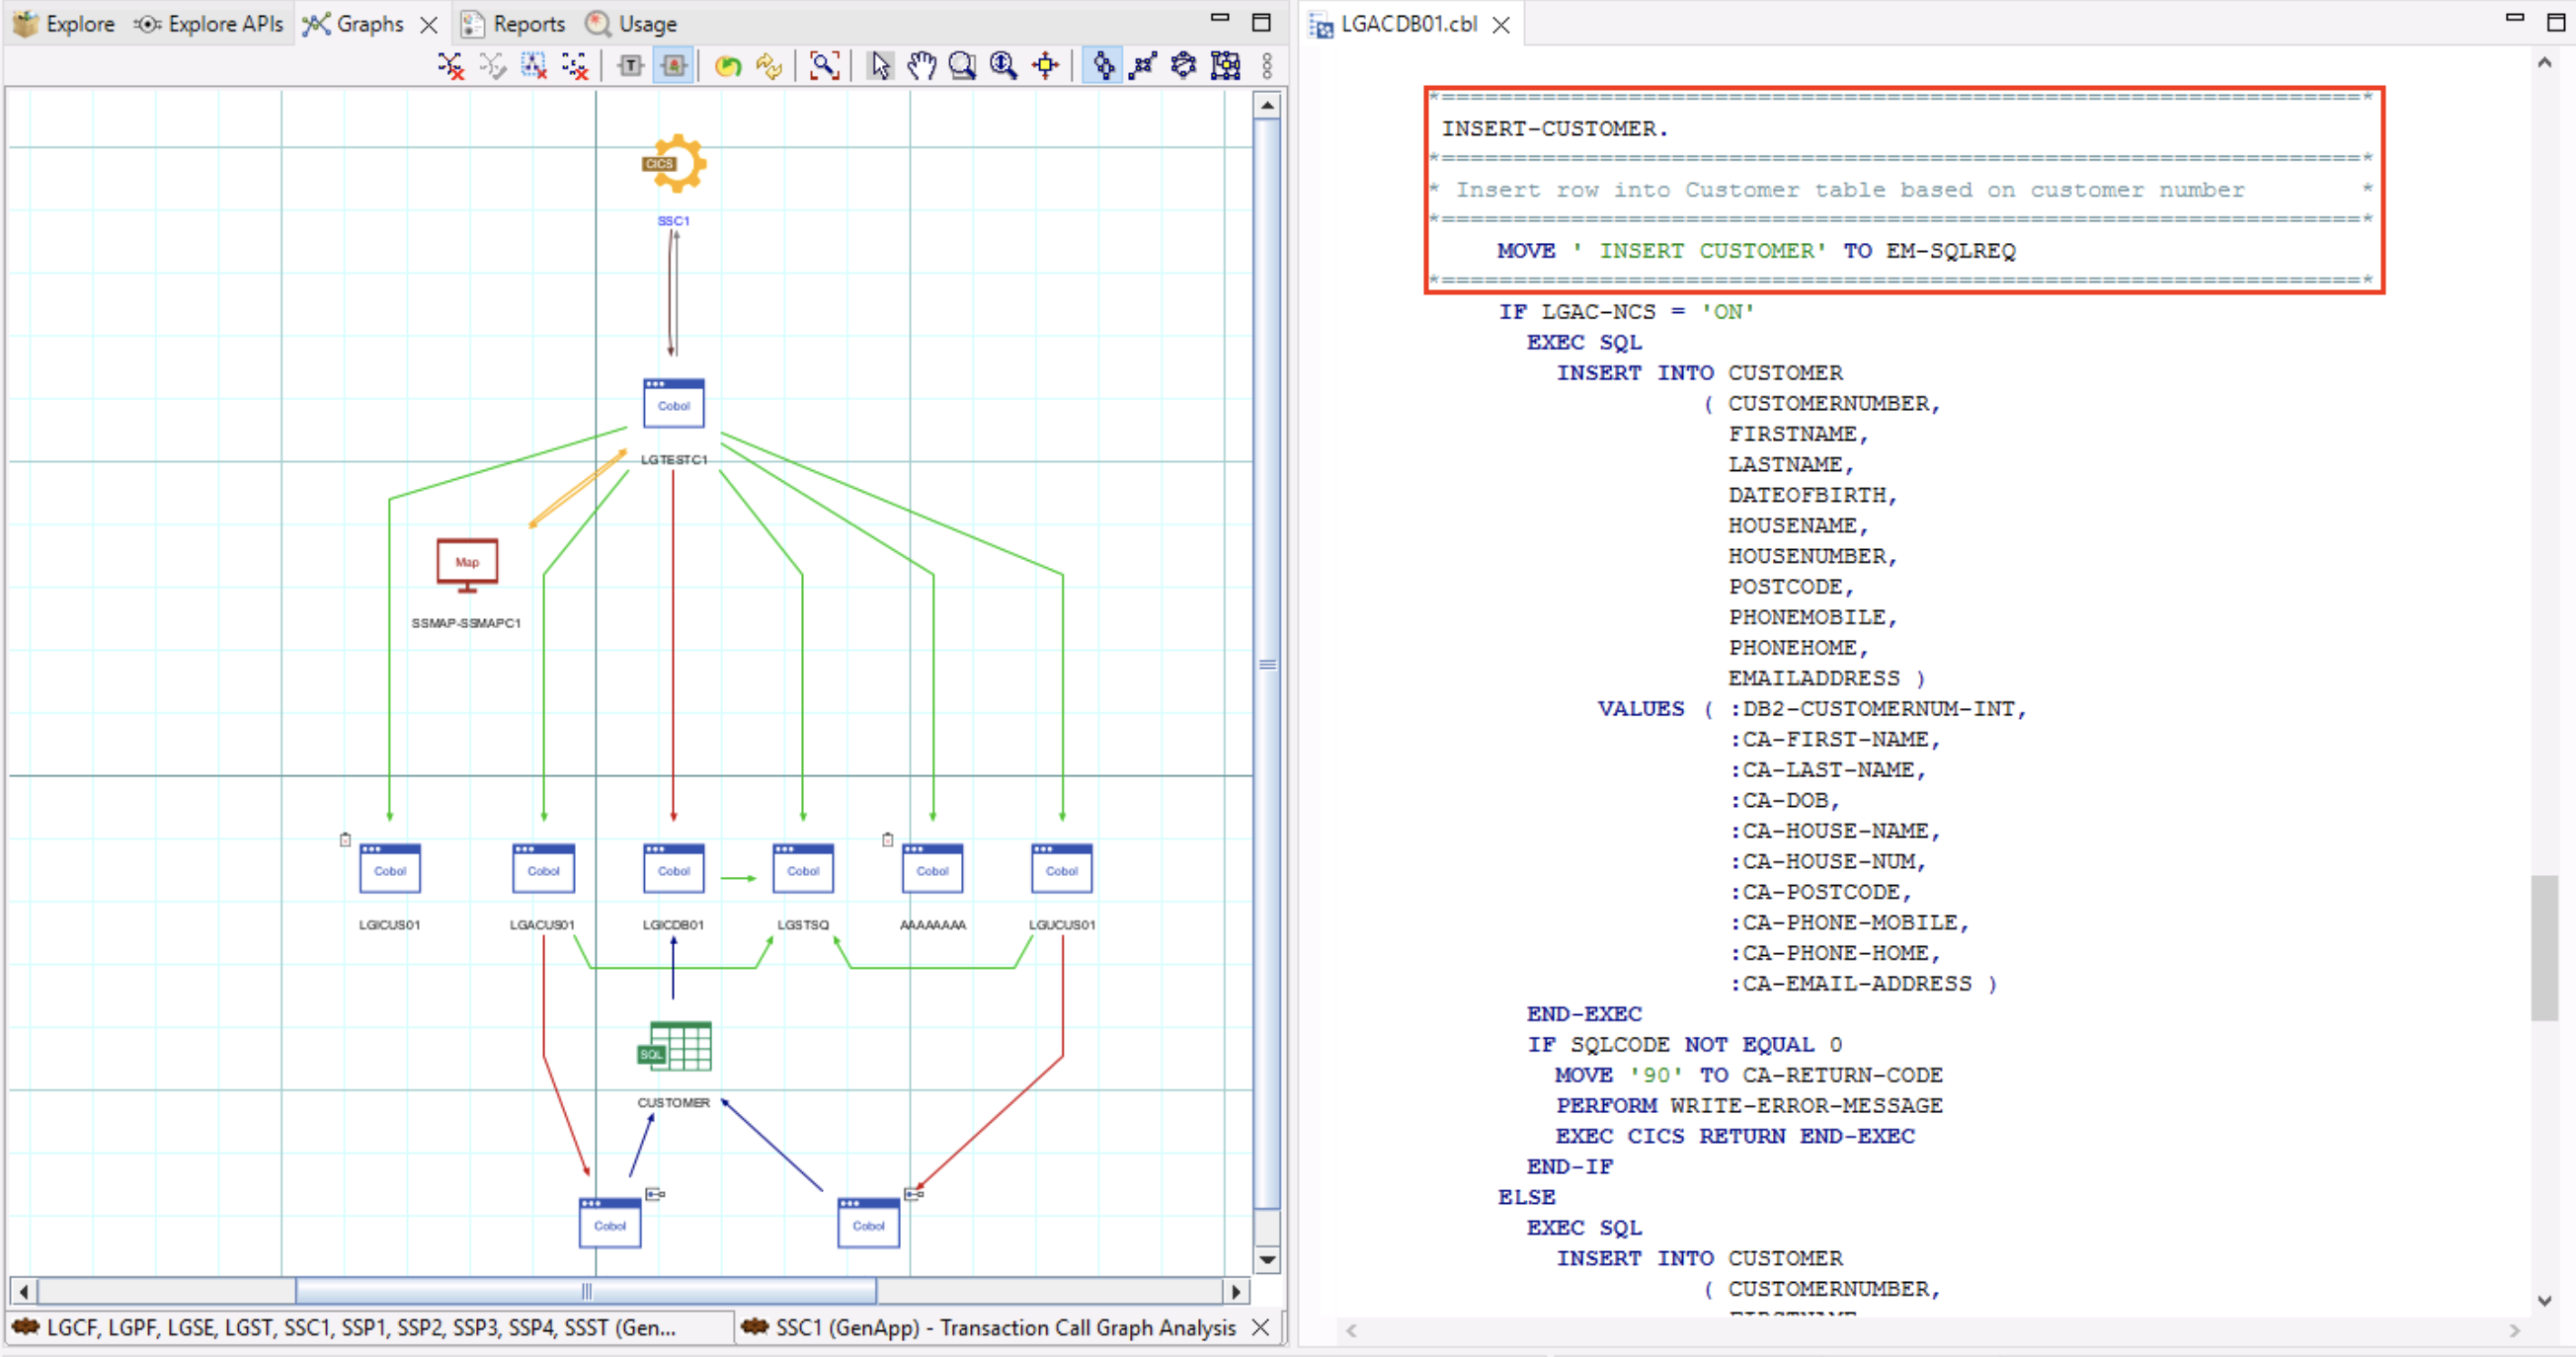 Explore Explore APIs Graphs Reports Usage
T
CICS
SSC1
Cobol
LGTESTC1
Map
SSMAP-SSMAPC1
Cobol Cobol Cobol Cobol Cobol Cobol
LGICUS01 LGACUS01 LGICDB01 LGSTSQ AAAAAAAA LGUCUS01
SQL
CUSTOMER
Cobol Cobol
LGCF, LGPF, LGSE, LGST, SSC1, SSP1, SSP2, SSP3, SSP4, SSST (Gen... SSC1 (GenApp) - Transaction Call Graph Analysis
LGACDB01.cbl
*================================================================*
INSERT-CUSTOMER.
*================================================================*
* Insert row into Customer table based on customer number *
*================================================================*
MOVE ' INSERT CUSTOMER' TO EM-SQLREQ
*================================================================*
IF LGAC-NCS = 'ON'
EXEC SQL
INSERT INTO CUSTOMER
( CUSTOMERNUMBER,
FIRSTNAME,
LASTNAME,
DATEOFBIRTH,
HOUSENAME,
HOUSENUMBER,
POSTCODE,
PHONEMOBILE,
PHONEHOME,
EMAILADDRESS )
VALUES ( :DB2-CUSTOMERNUM-INT,
:CA-FIRST-NAME,
:CA-LAST-NAME,
:CA-DOB,
:CA-HOUSE-NAME,
:CA-HOUSE-NUM,
:CA-POSTCODE,
:CA-PHONE-MOBILE,
:CA-PHONE-HOME,
:CA-EMAIL-ADDRESS )
END-EXEC
IF SQLCODE NOT EQUAL 0
MOVE '90' TO CA-RETURN-CODE
PERFORM WRITE-ERROR-MESSAGE
EXEC CICS RETURN END-EXEC
END-IF
ELSE
EXEC SQL
INSERT INTO CUSTOMER
( CUSTOMERNUMBER,